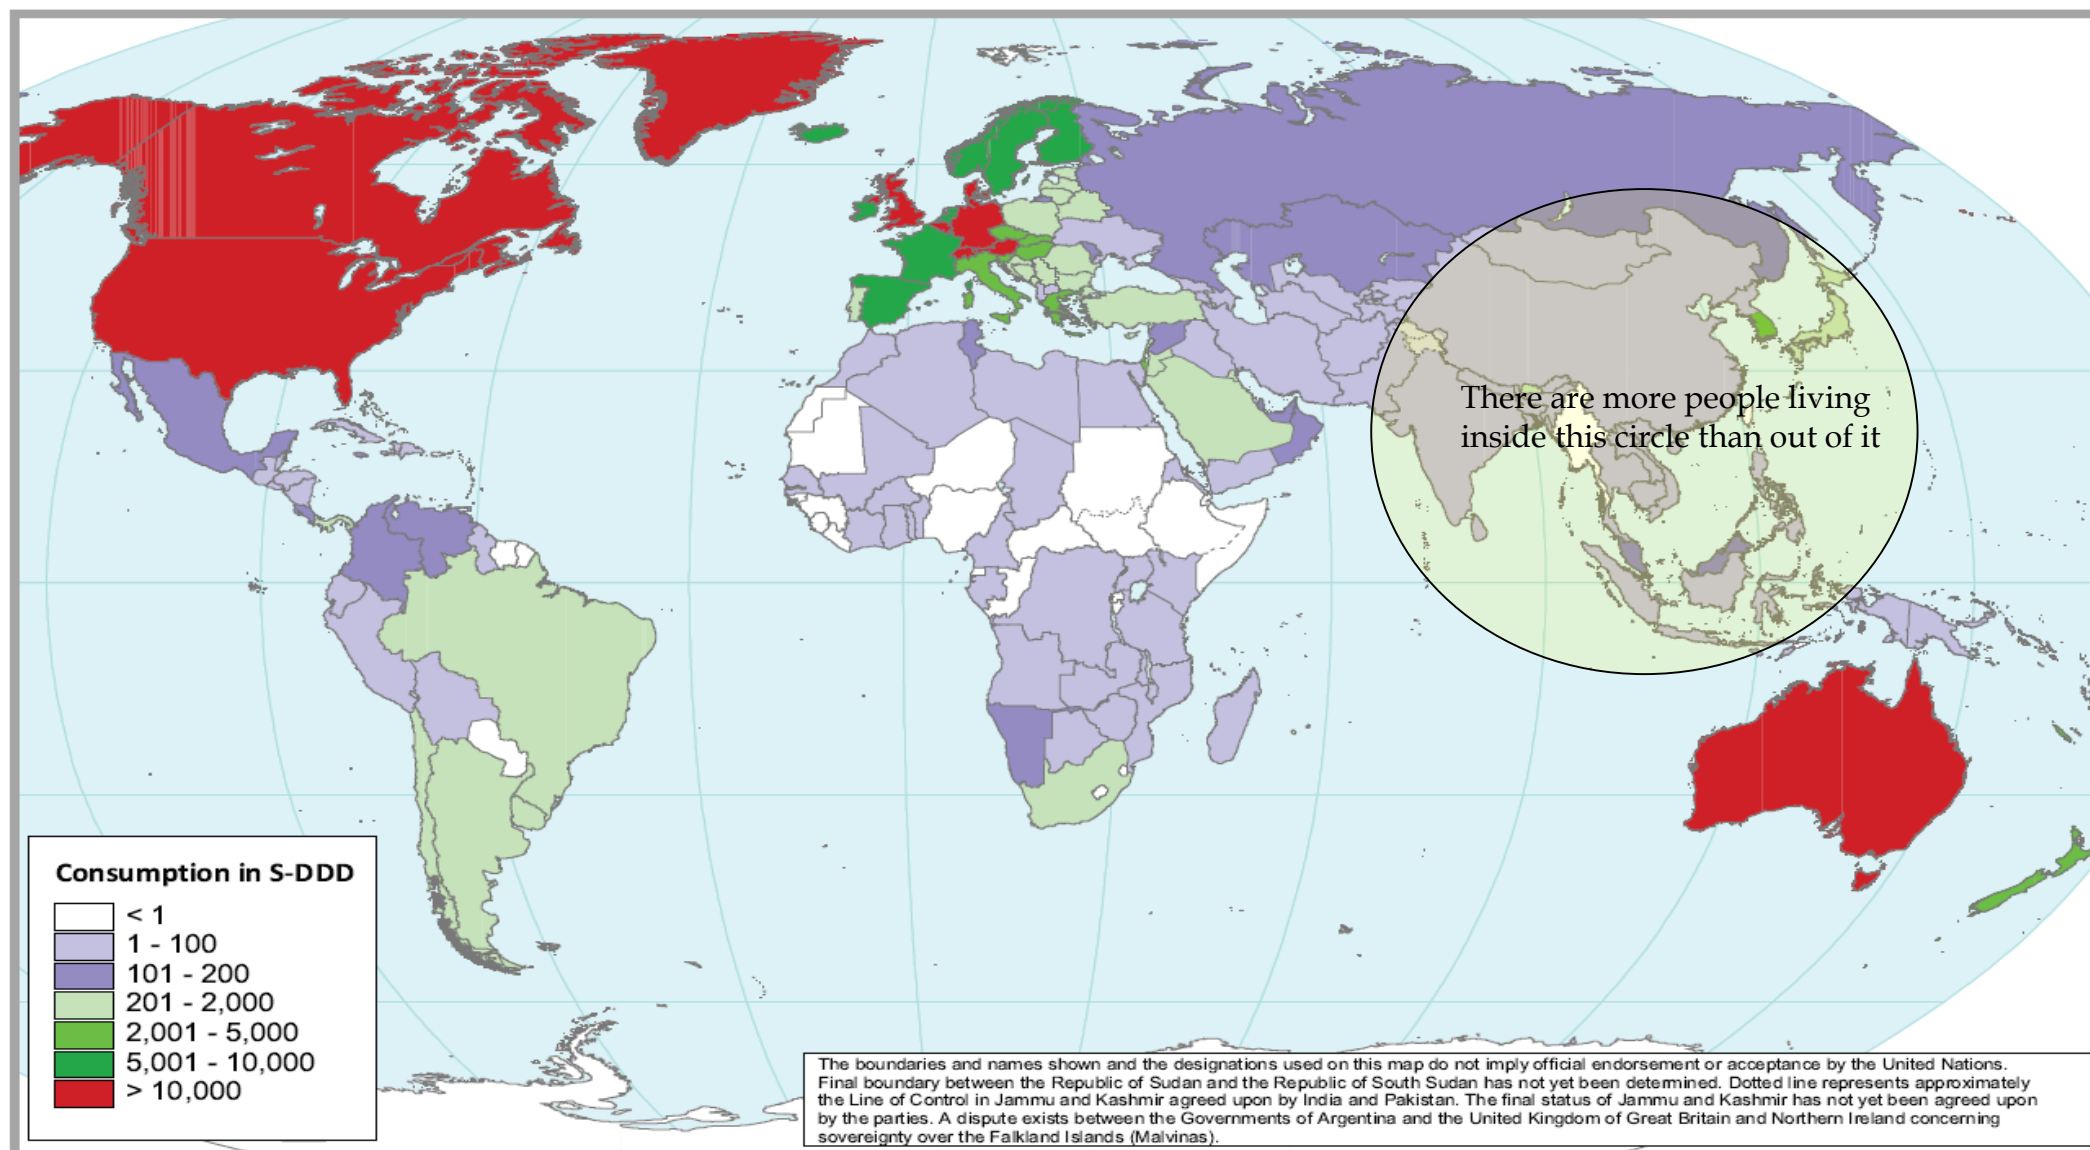 There are more people living
inside this circle than out of it
Consumption in S-DDD
< 1
1 - 100
101 - 200
201 - 2,000
2,001 - 5,000
5,001 - 10,000
> 10,000
The boundaries and names shown and the designations used on this map do not imply official endorsement or acceptance by the United Nations.
Final boundary between the Republic of Sudan and the Republic of South Sudan has not yet been determined. Dotted line represents approximately
the Line of Control in Jammu and Kashmir agreed upon by India and Pakistan. The final status of Jammu and Kashmir has not yet been agreed upon
by the parties. A dispute exists between the Governments of Argentina and the United Kingdom of Great Britain and Northern Ireland concerning
sovereignty over the Falkland Islands (Malvinas).